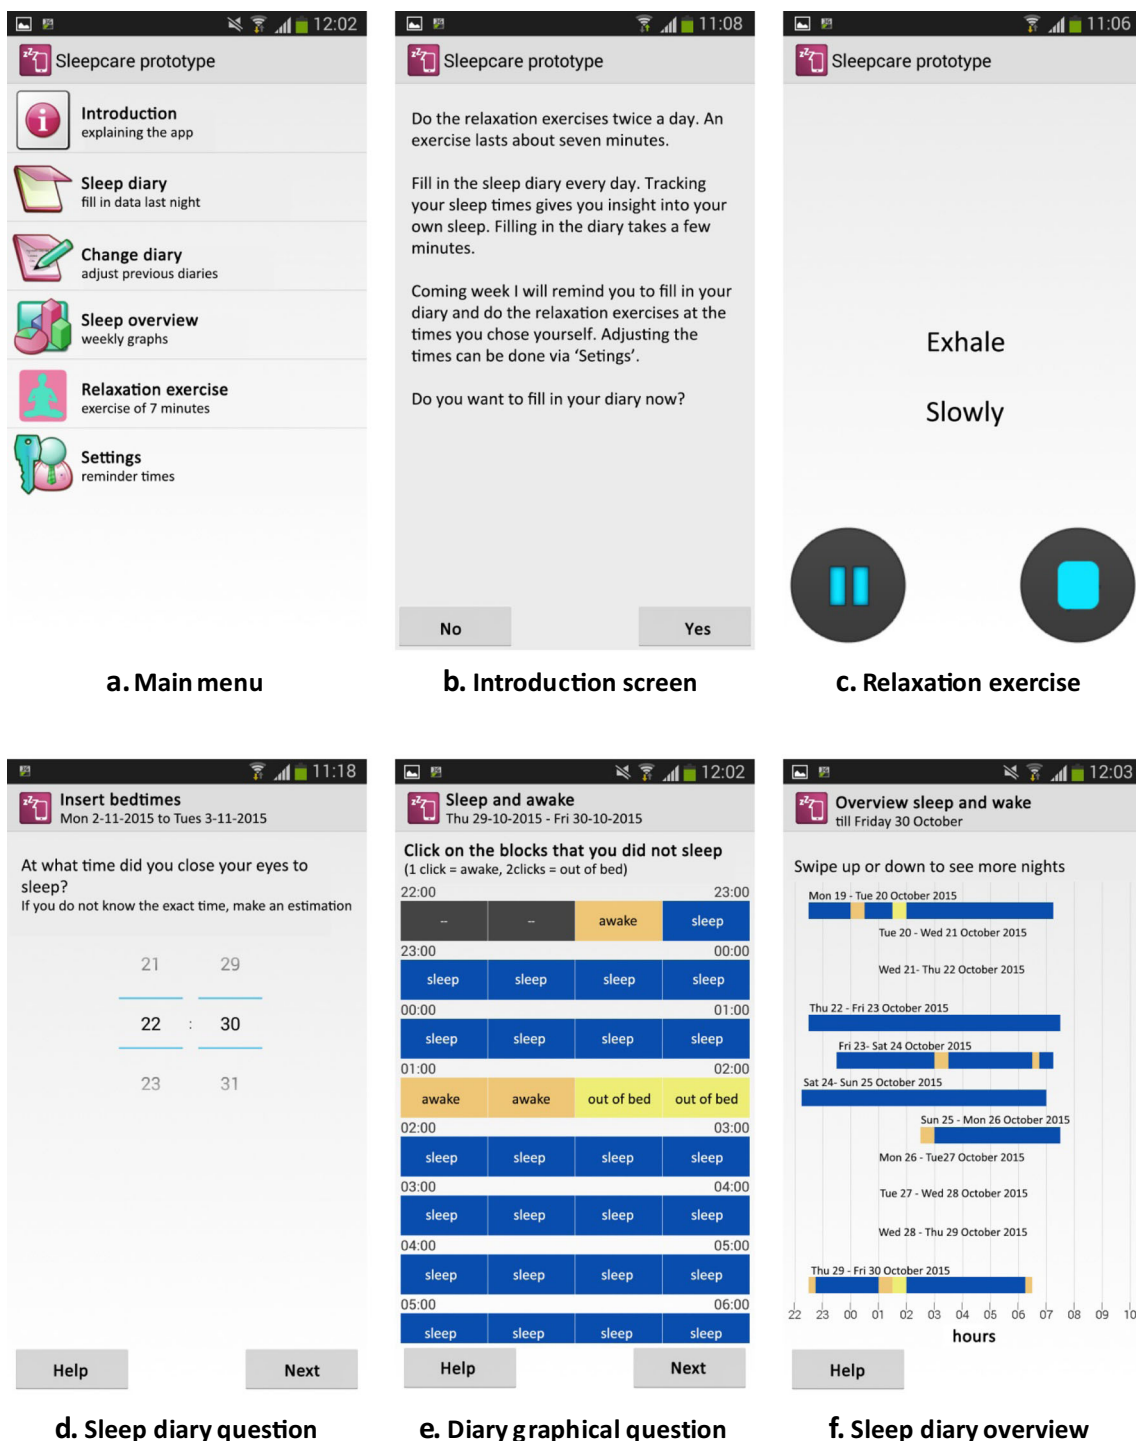 12:02
Sleepcare prototype
Introduction
explaining the app
Sleep diary
fill in data last night
Change diary
adjust previous diaries
Sleep overview
weekly graphs
Relaxation exercise
exercise of 7 minutes
Settings
reminder times
a. Main menu
11:08
Sleepcare prototype
Do the relaxation exercises twice a day. An
exercise lasts about seven minutes.
Fill in the sleep diary every day. Tracking
your sleep times gives you insight into your
own sleep. Filling in the diary takes a few
minutes.
Coming week I will remind you to fill in your
diary and do the relaxation exercises at the
times you chose yourself. Adjusting the
times can be done via ‘Setings’.
Do you want to fill in your diary now?
No Yes
b. Introduction screen
11:06
Sleepcare prototype
Exhale
Slowly
c. Relaxation exercise
11:18
Insert bedtimes
Mon 2-11-2015 to Tues 3-11-2015
At what time did you close your eyes to
sleep?
If you do not know the exact time, make an estimation
21 29
22 : 30
23 31
Help Next
d. Sleep diary question
12:02
Sleep and awake
Thu 29-10-2015 - Fri 30-10-2015
Click on the blocks that you did not sleep
(1 click = awake, 2clicks = out of bed)
22:00 23:00
-- -- awake sleep
23:00 00:00
sleep sleep sleep sleep
00:00 01:00
sleep sleep sleep sleep
01:00 02:00
awake awake out of bed out of bed
02:00 03:00
sleep sleep sleep sleep
03:00 04:00
sleep sleep sleep sleep
04:00 05:00
sleep sleep sleep sleep
05:00 06:00
sleep sleep sleep sleep
Help Next
e. Diary graphical question
12:03
Overview sleep and wake
till Friday 30 October
Swipe up or down to see more nights
Mon 19 - Tue 20 October 2015
Tue 20 - Wed 21 October 2015
Wed 21- Thu 22 October 2015
Thu 22 - Fri 23 October 2015
Fri 23- Sat 24 October 2015
Sat 24- Sun 25 October 2015
Sun 25 - Mon 26 October 2015
Mon 26 - Tue27 October 2015
Tue 27 - Wed 28 October 2015
Wed 28 - Thu 29 October 2015
Thu 29 - Fri 30 October 2015
22 23 00 01 02 03 04 05 06 07 08 09 10
hours
Help
f. Sleep diary overview